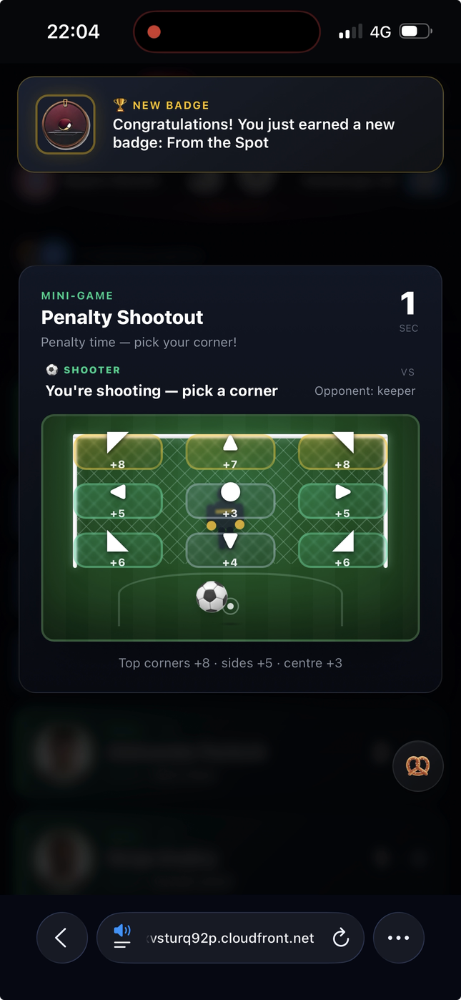 22:04
4G
NEW BADGE
Congratulations! You just earned a new
badge: From the Spot
MINI-GAME
1
Penalty Shootout
SEC
Penalty time — pick your corner!
SHOOTER
VS
You're shooting — pick a corner
Opponent: keeper
+8 +7 +8
+5 +3 +5
+6 +4 +6
Top corners +8 · sides +5 · centre +3
vsturq92p.cloudfront.net